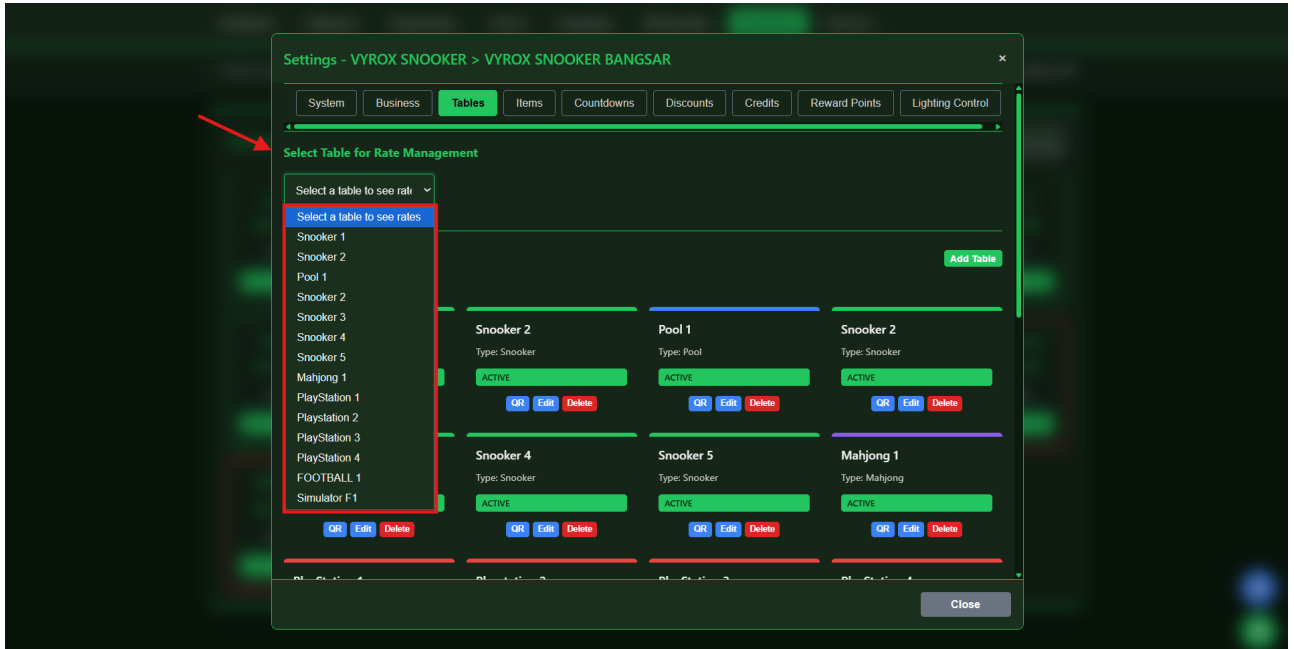 Settings - VYROX SNOOKER > VYROX SNOOKER BANGSAR ×
System Business Tables Items Countdowns Discounts Credits Reward Points Lighting Control
Select Table for Rate Management
Select a table to see rate
Select a table to see rates
Snooker 1
Snooker 2
Pool 1
Snooker 2
Snooker 3
Snooker 4
Snooker 5
Mahjong 1
PlayStation 1
Playstation 2
PlayStation 3
PlayStation 4
FOOTBALL 1
Simulator F1
Add Table
Snooker 2 Pool 1 Snooker 2
Type: Snooker Type: Pool Type: Snooker
ACTIVE ACTIVE ACTIVE
QR Edit Delete QR Edit Delete QR Edit Delete
Snooker 4 Snooker 5 Mahjong 1
Type: Snooker Type: Snooker Type: Mahjong
ACTIVE ACTIVE ACTIVE
QR Edit Delete QR Edit Delete QR Edit Delete QR Edit Delete
Close